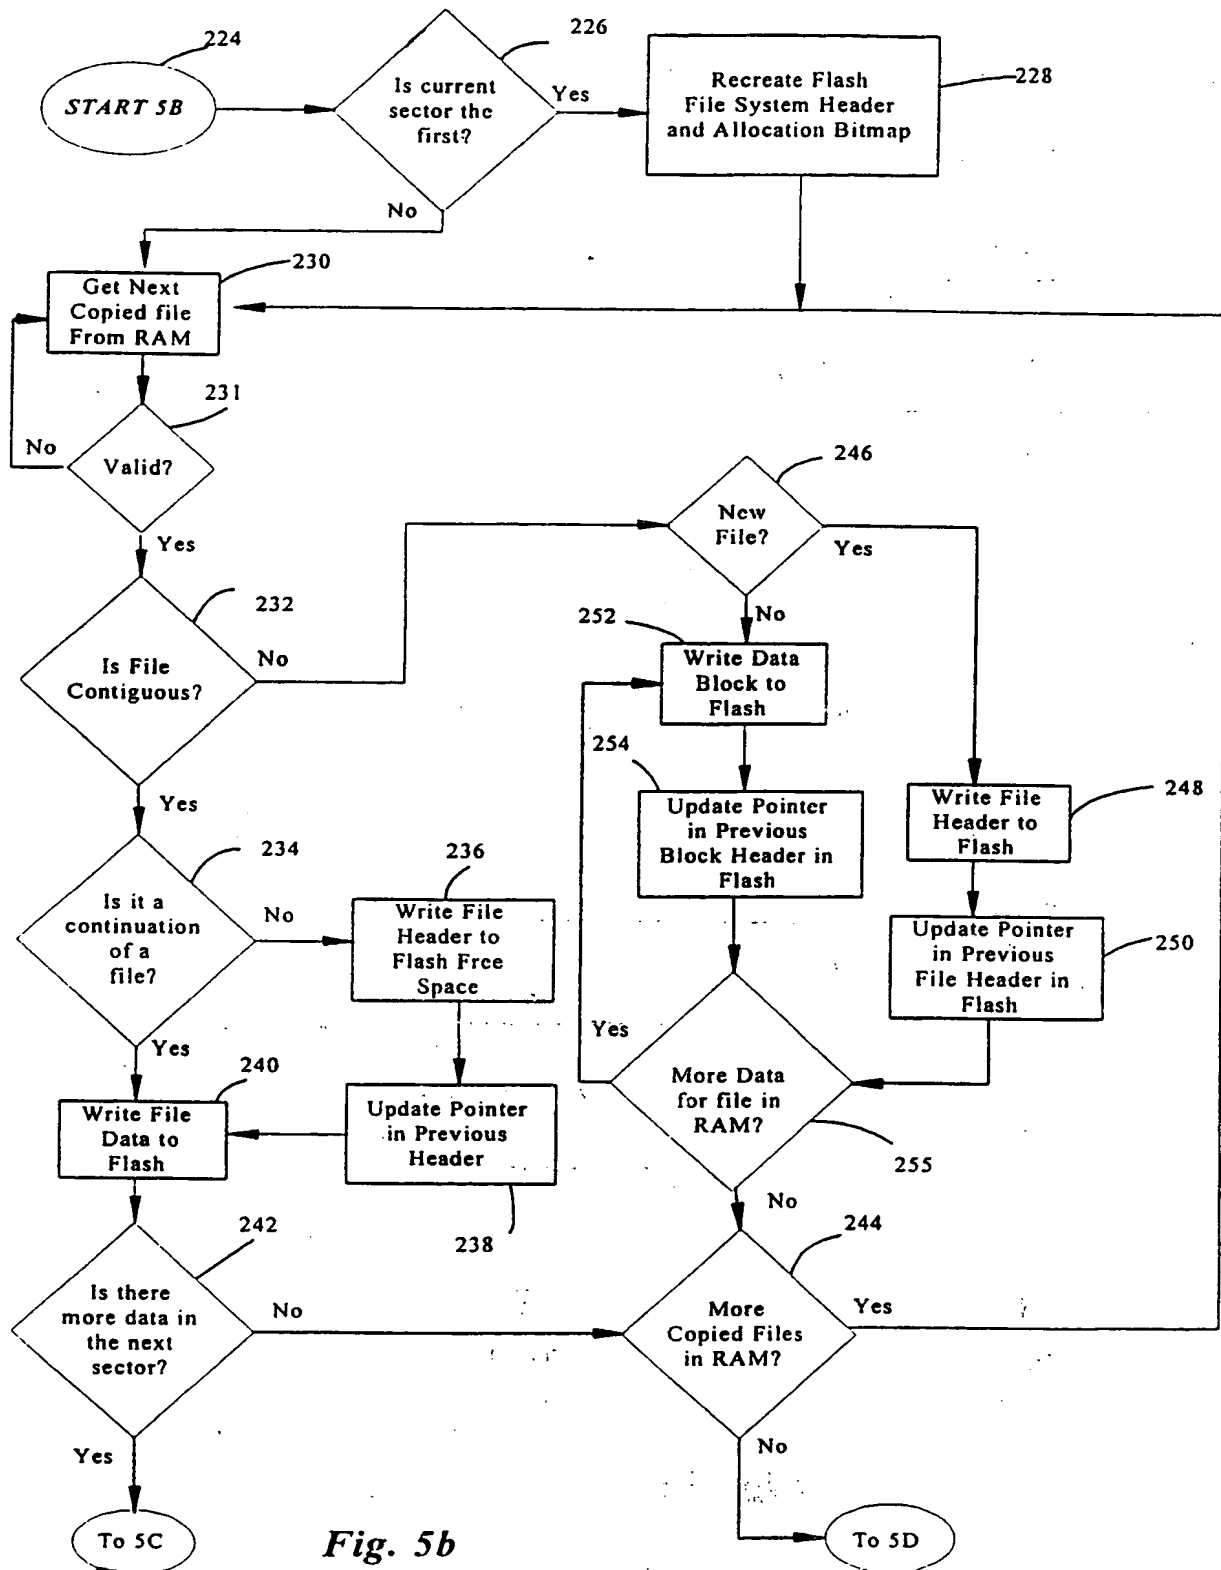 224
START 5B
226
Is current
sector the
first?
Yes
Recreate Flash
File System Header
and Allocation Bitmap
228
No
230
Get Next
Copied file
From RAM
231
No
Valid?
Yes
246
New
File?
Yes
No
232
Is File
Contiguous?
No
252
Write Data
Block to
Flash
254
Update Pointer
in Previous
Block Header in
Flash
Write File
Header to
Flash
248
Yes
234
Is it a
continuation
of a
file?
No
236
Write File
Header to
Flash Free
Space
Update Pointer
in Previous
File Header in
Flash
250
Yes
Yes
240
Write File
Data to
Flash
Update Pointer
in Previous
Header
238
More Data
for file in
RAM?
255
No
242
Is there
more data in
the next
sector?
No
244
More
Copied Files
in RAM?
Yes
Yes
No
To 5C
Fig. 5b
To 5D